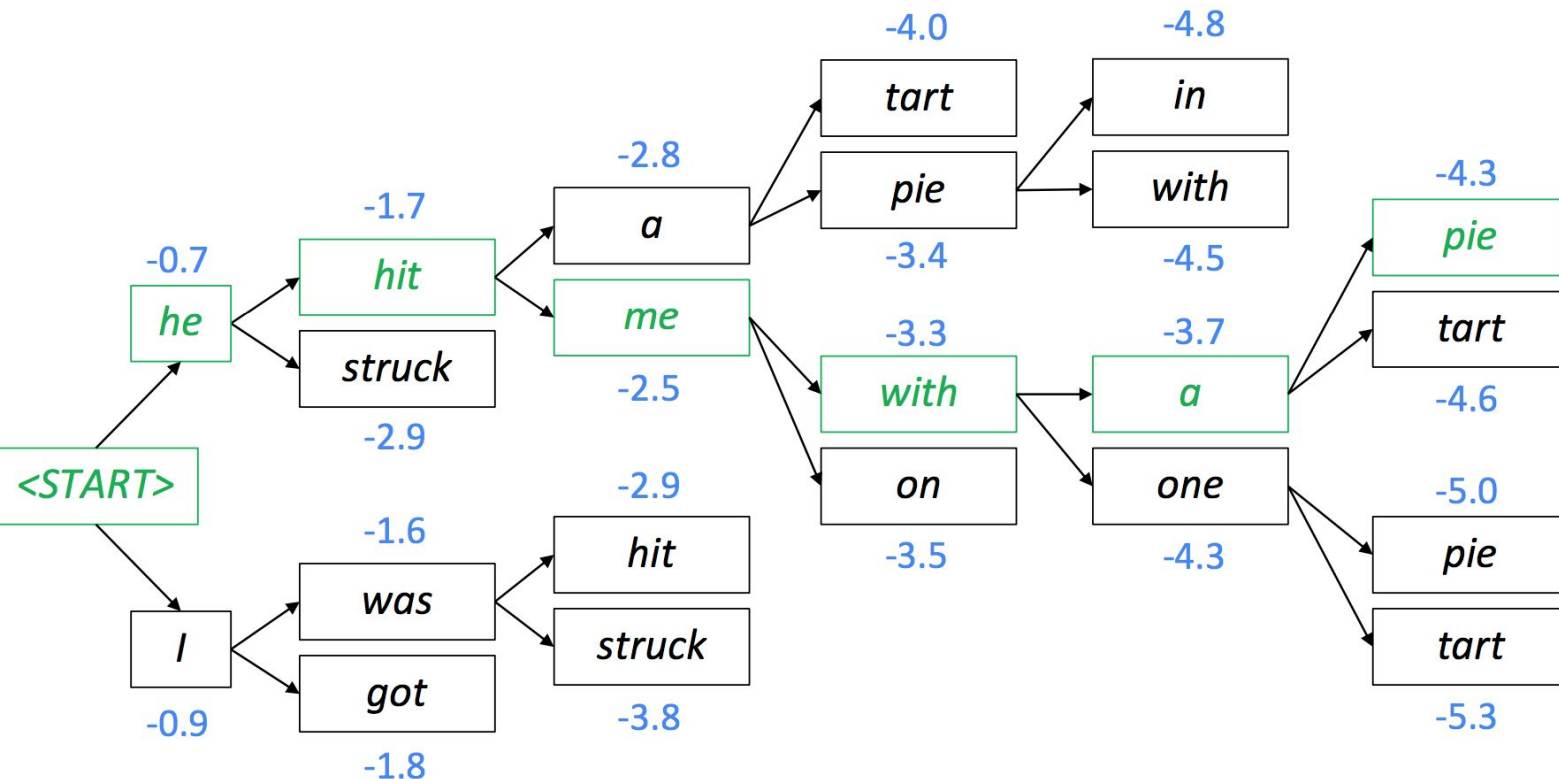 -4.0
-4.8
tart
in
-2.8
-1.7
a
pie
with
-4.3
-0.7
hit
-3.4
-4.5
pie
he
me
-3.3
-3.7
tart
struck
-2.5
with
a
-4.6
-2.9
<START>
-2.9
on
one
-5.0
-1.6
hit
-3.5
-4.3
pie
was
I
struck
tart
got
-0.9
-3.8
-5.3
-1.8